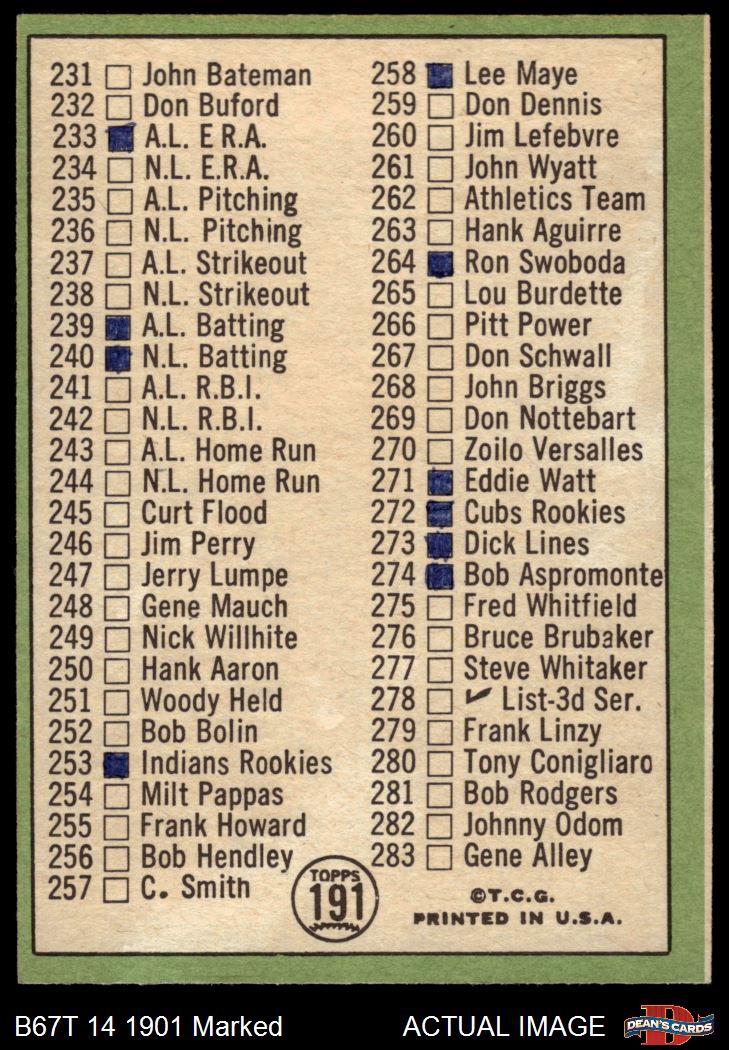 231 John Bateman
232 Don Buford
233 A.L. E R.A.
234 N.L. E.R.A.
235 A.L. Pitching
236 N.L. Pitching
237 A.L. Strikeout
238 N.L. Strikeout
239 A.L. Batting
240 N.L. Batting
241 A.L. R.B.I.
242 N.L. R.B.I.
243 A.L. Home Run
244 N.L. Home Run
245 Curt Flood
246 Jim Perry
247 Jerry Lumpe
248 Gene Mauch
249 Nick Willhite
250 Hank Aaron
251 Woody Held
252 Bob Bolin
253 Indians Rookies
254 Milt Pappas
255 Frank Howard
256 Bob Hendley
257 C. Smith
258 Lee Maye
259 Don Dennis
260 Jim Lefebvre
261 John Wyatt
262 Athletics Team
263 Hank Aguirre
264 Ron Swoboda
265 Lou Burdette
266 Pitt Power
267 Don Schwall
268 John Briggs
269 Don Nottebart
270 Zoilo Versalles
271 Eddie Watt
272 Cubs Rookies
273 Dick Lines
274 Bob Aspromonte
275 Fred Whitfield
276 Bruce Brubaker
277 Steve Whitaker
278 ✓ List-3d Ser.
279 Frank Linzy
280 Tony Conigliaro
281 Bob Rodgers
282 Johnny Odom
283 Gene Alley
TOPPS
191
©T.C.G.
PRINTED IN U.S.A.
B67T 14 1901 Marked
ACTUAL IMAGE
D
DEAN'S CARDS